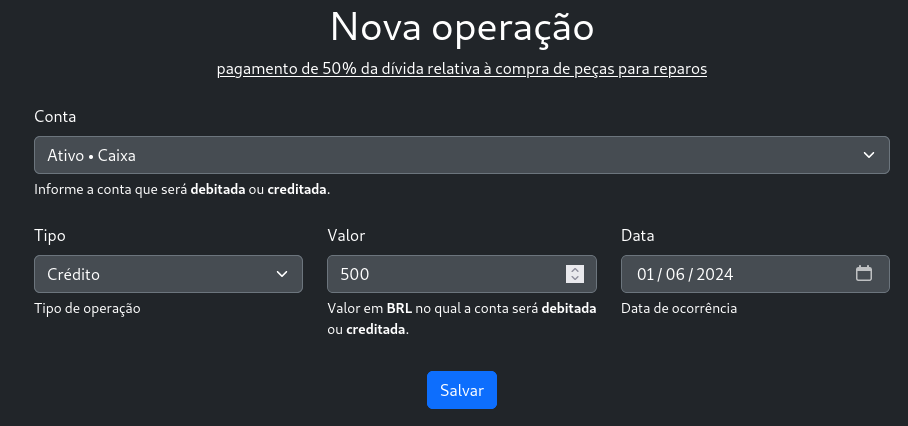 Nova operação
pagamento de 50% da dívida relativa à compra de peças para reparos
Conta
Ativo • Caixa
Informe a conta que será debitada ou creditada.
Tipo
Crédito
Tipo de operação
Valor
500
Valor em BRL no qual a conta será debitada
ou creditada.
Data
01 / 06 / 2024
Data de ocorrência
Salvar